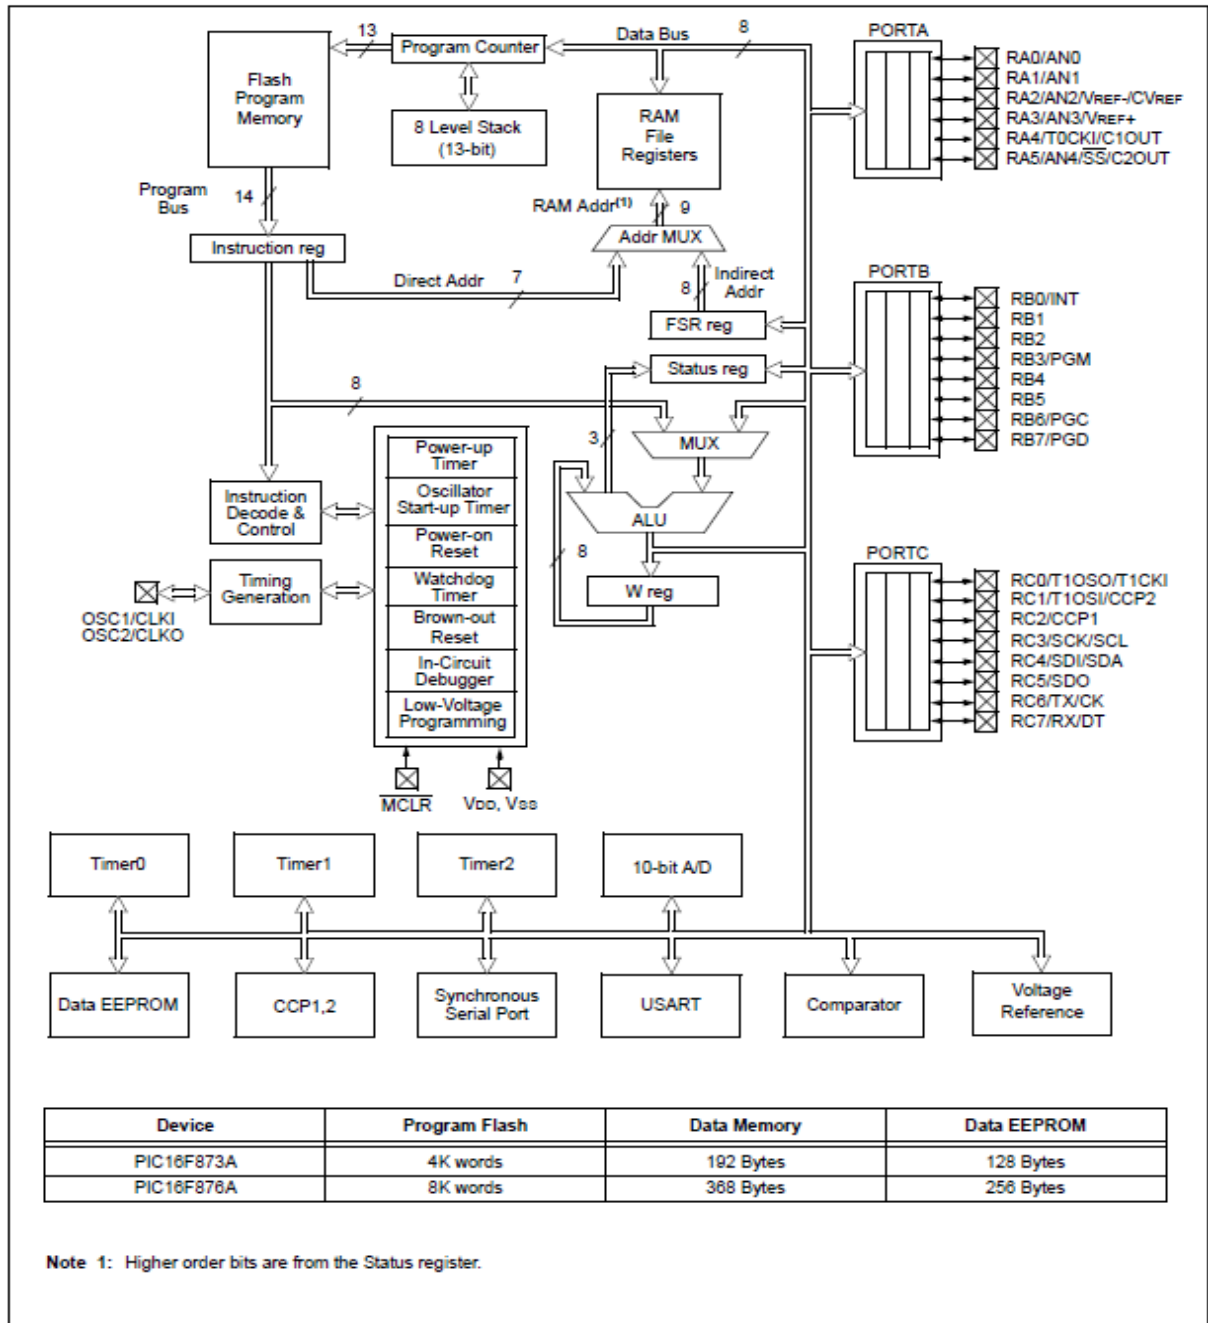 13
Program Counter
Data Bus
8
PORTA
Flash
Program
Memory
8 Level Stack
(13-bit)
RAM
File
Registers
RA0/AN0
RA1/AN1
RA2/AN2/VREF-/CVREF
RA3/AN3/VREF+
RA4/T0CKI/C1OUT
RA5/AN4/SS/C2OUT
Program
Bus
14
RAM Addr(1)
9
Instruction reg
Addr MUX
Direct Addr
7
8
Indirect
Addr
FSR reg
Status reg
PORTB
RB0/INT
RB1
RB2
RB3/PGM
RB4
RB5
RB6/PGC
RB7/PGD
8
3
MUX
Power-up
Timer
Oscillator
Start-up Timer
Power-on
Reset
Watchdog
Timer
Brown-out
Reset
In-Circuit
Debugger
Low-Voltage
Programming
Instruction
Decode &
Control
Timing
Generation
OSC1/CLKI
OSC2/CLKO
ALU
8
W reg
PORTC
RC0/T1OSO/T1CKI
RC1/T1OSI/CCP2
RC2/CCP1
RC3/SCK/SCL
RC4/SDI/SDA
RC5/SDO
RC6/TX/CK
RC7/RX/DT
MCLR
VDD, VSS
Timer0
Timer1
Timer2
10-bit A/D
Data EEPROM
CCP1,2
Synchronous
Serial Port
USART
Comparator
Voltage
Reference
Device Program Flash Data Memory Data EEPROM
PIC16F873A 4K words 192 Bytes 128 Bytes
PIC16F876A 8K words 368 Bytes 256 Bytes
Note 1: Higher order bits are from the Status register.